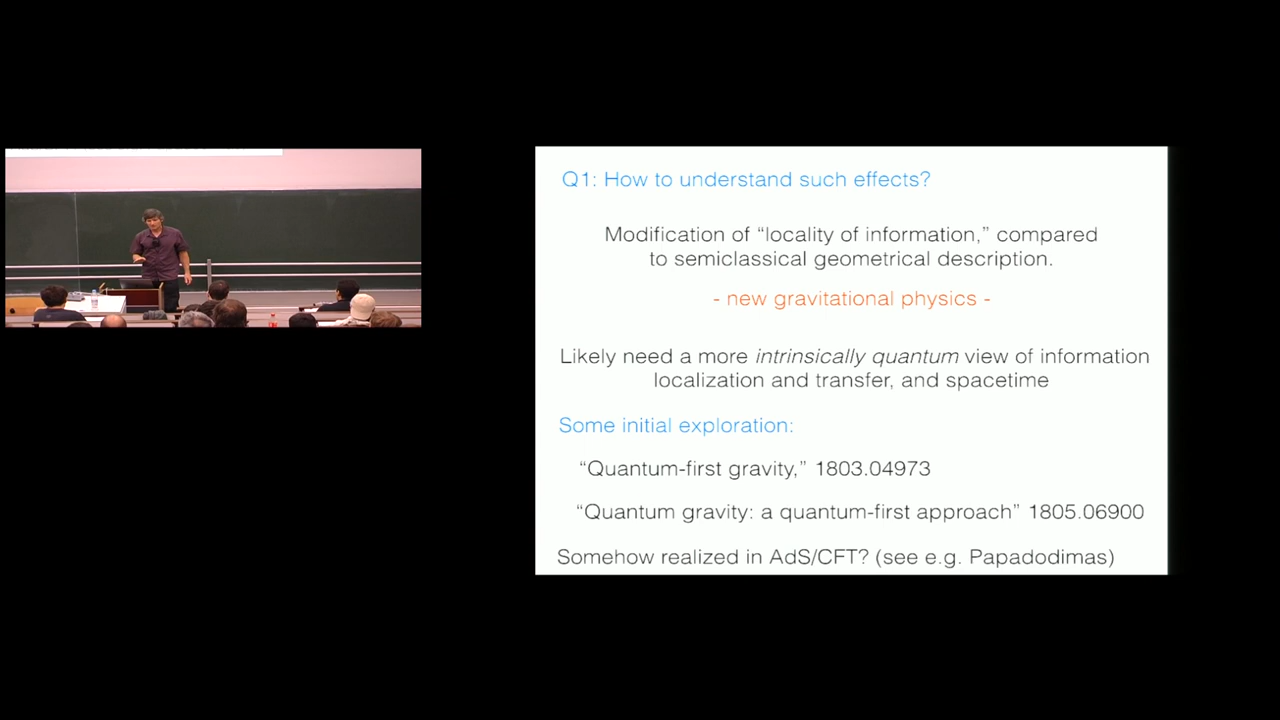 Q1: How to understand such effects?
Modification of “locality of information,” compared
to semiclassical geometrical description.
- new gravitational physics -
Likely need a more intrinsically quantum view of information
localization and transfer, and spacetime
Some initial exploration:
“Quantum-first gravity,” 1803.04973
“Quantum gravity: a quantum-first approach” 1805.06900
Somehow realized in AdS/CFT? (see e.g. Papadodimas)